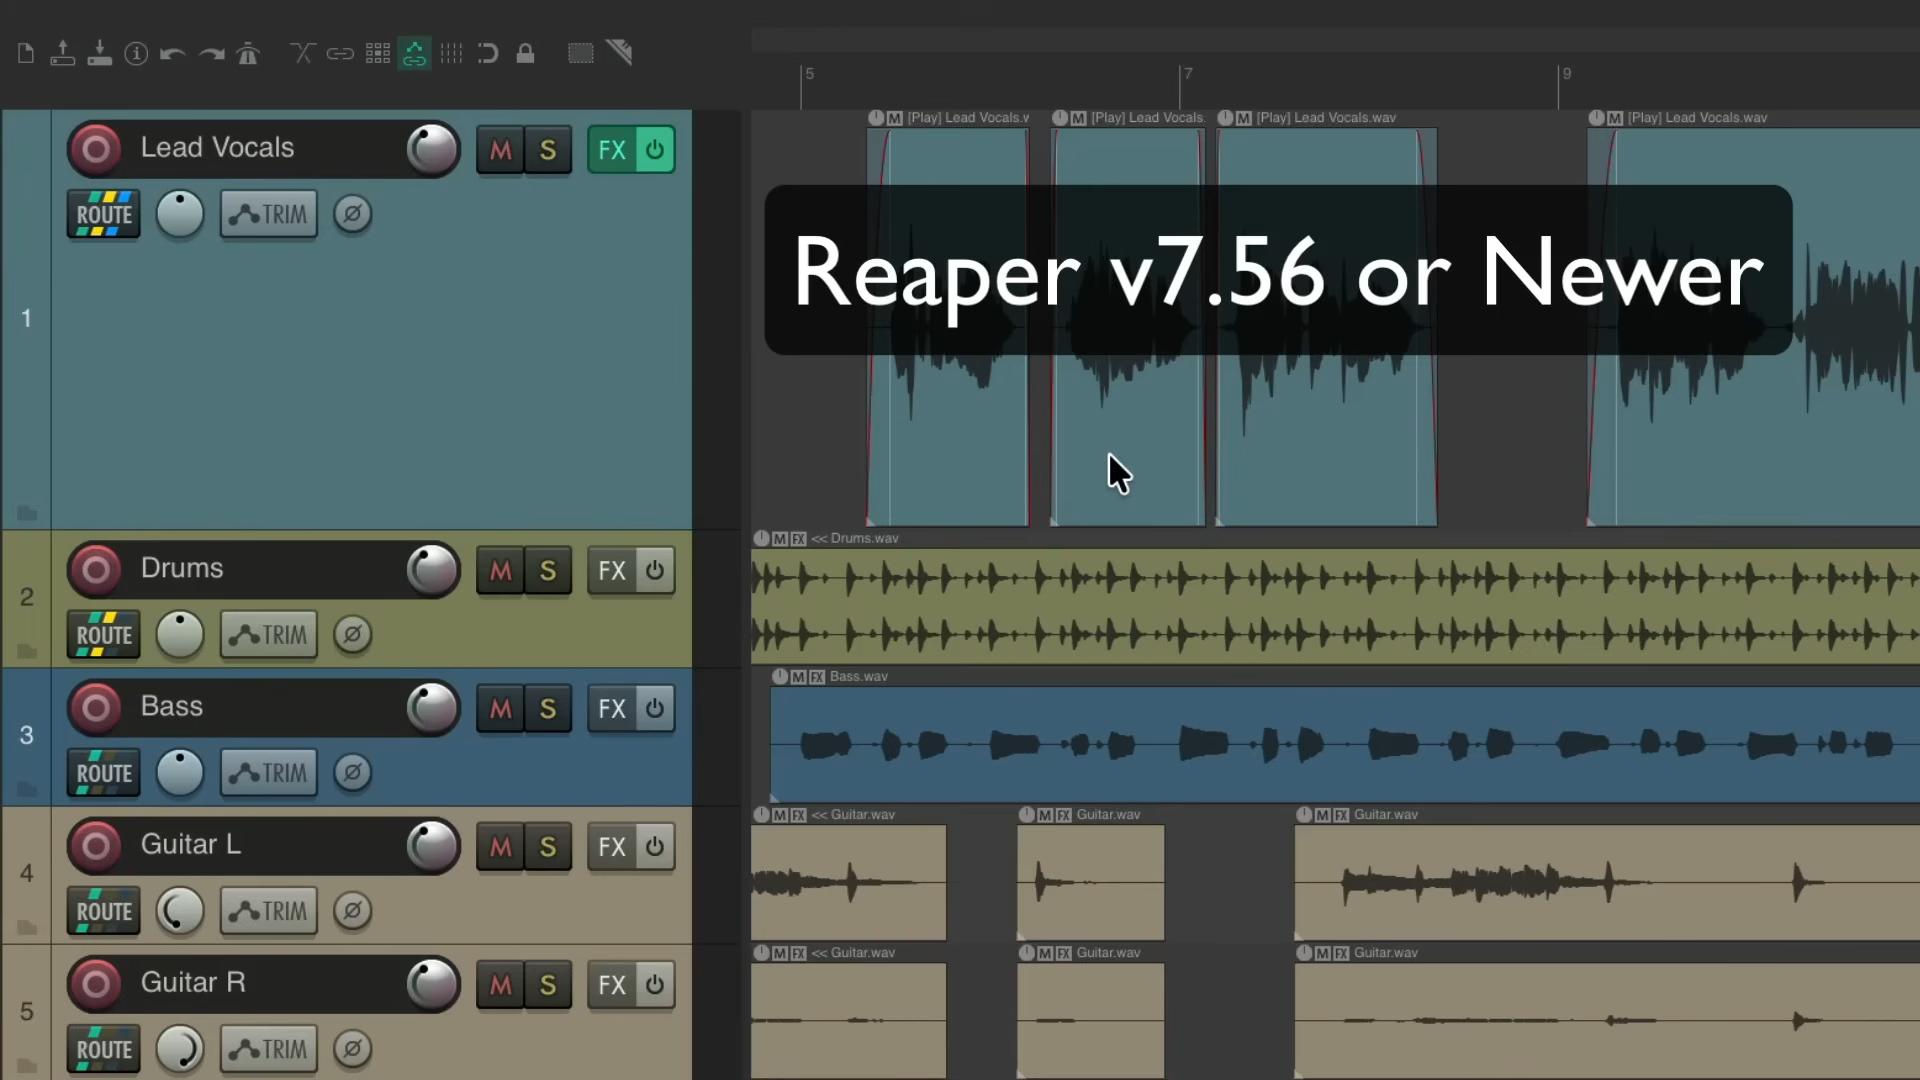 5
7
9
M [Play] Lead Vocals.w
M [Play] Lead Vocals.
M [Play] Lead Vocals.wav
M [Play] Lead Vocals.wav
1
Lead Vocals
M S FX
ROUTE TRIM
Reaper v7.56 or Newer
M FX << Drums.wav
2
Drums
M S FX
ROUTE TRIM
M FX Bass.wav
3
Bass
M S FX
ROUTE TRIM
M FX << Guitar.wav
M FX Guitar.wav
M FX Guitar.wav
4
Guitar L
M S FX
ROUTE TRIM
M FX << Guitar.wav
M FX Guitar.wav
M FX Guitar.wav
5
Guitar R
M S FX
ROUTE TRIM